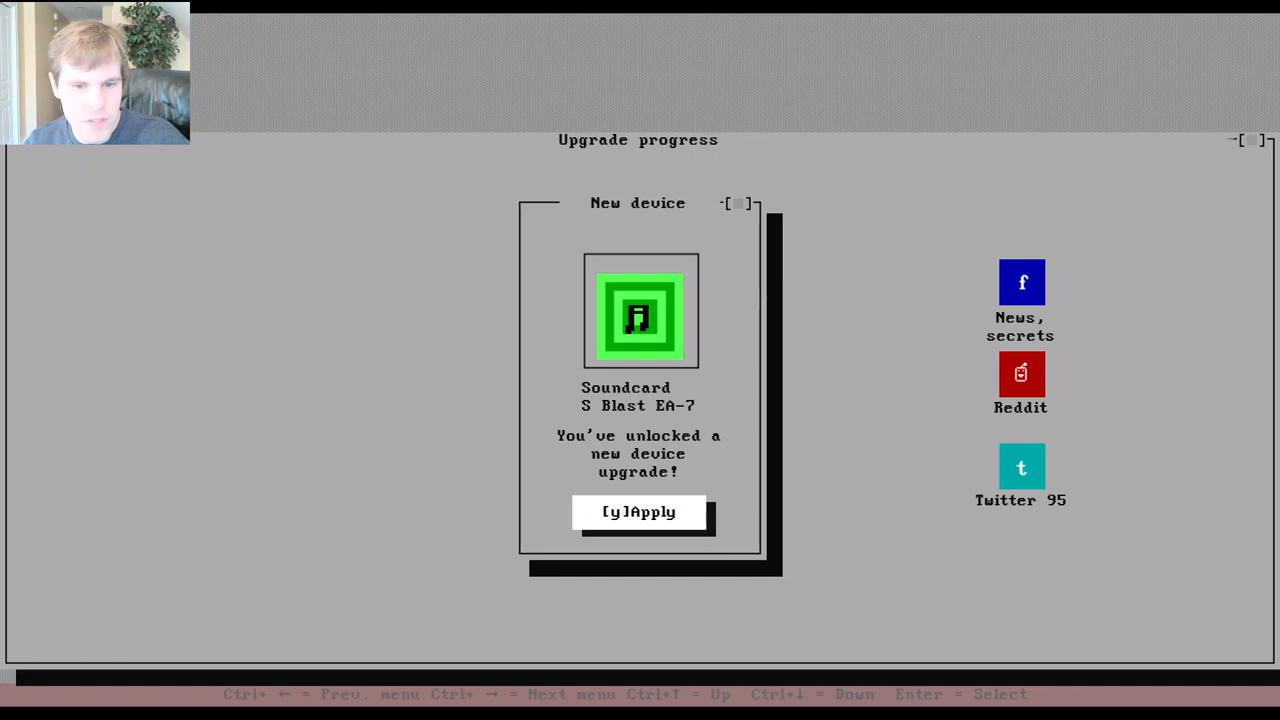 Upgrade progress
New device
Soundcard
S Blast EA-7
You've unlocked a
new device
upgrade!
[y]Apply
f
News,
secrets
Reddit
t
Twitter 95
Ctrl+ ← = Prev. menu Ctrl+ → = Next menu Ctrl+↑ = Up Ctrl+↓ = Down Enter = Select